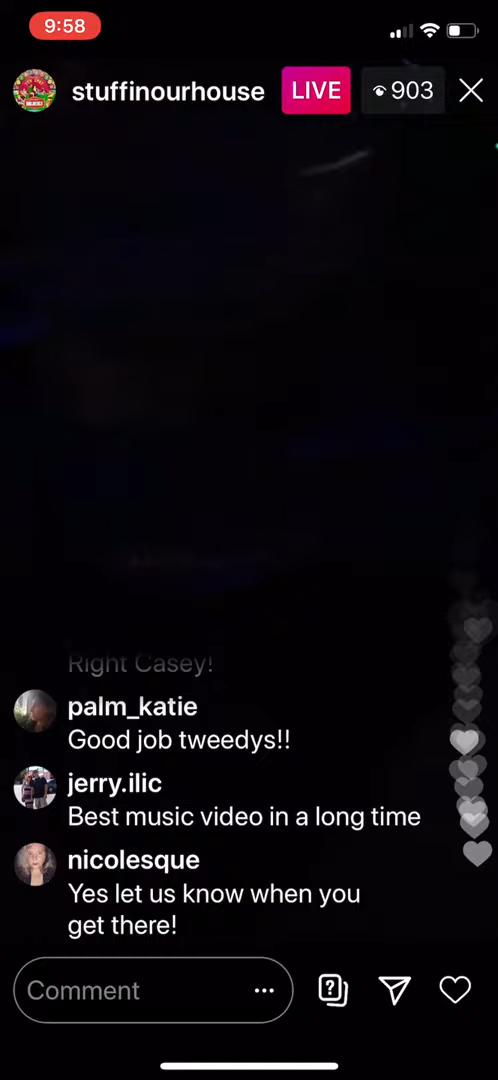 9:58
stuffinourhouse LIVE 903
Right Casey!
palm_katie
Good job tweedys!!
jerry.ilic
Best music video in a long time
nicolesque
Yes let us know when you
get there!
Comment ...